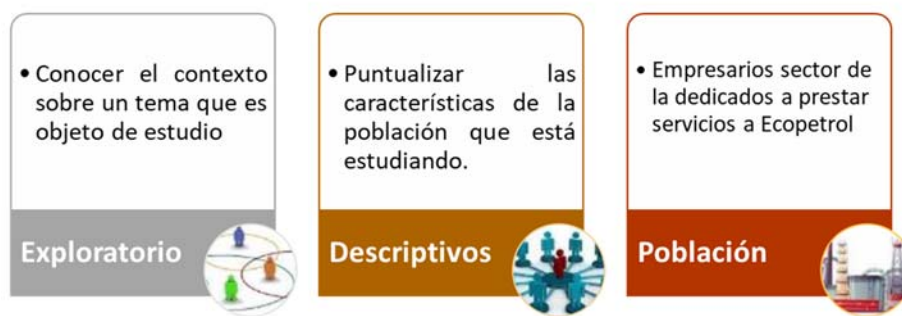 • Conocer el contexto
sobre un tema que es
objeto de estudio
Exploratorio
• Puntualizar las
características de la
población que está
estudiando.
Descriptivos
• Empresarios sector de
la dedicados a prestar
servicios a Ecopetrol
Población